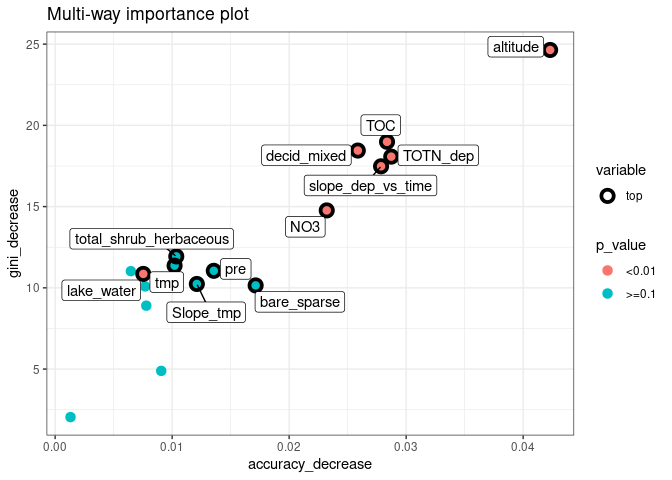 Multi-way importance plot
gini_decrease
25
20
15
10
5
0.00
0.01
0.02
0.03
0.04
accuracy_decrease
altitude
TOC
decid_mixed
TOTN_dep
slope_dep_vs_time
NO3
total_shrub_herbaceous
pre
tmp
lake_water
bare_sparse
Slope_tmp
variable
top
p_value
<0.01
>=0.1